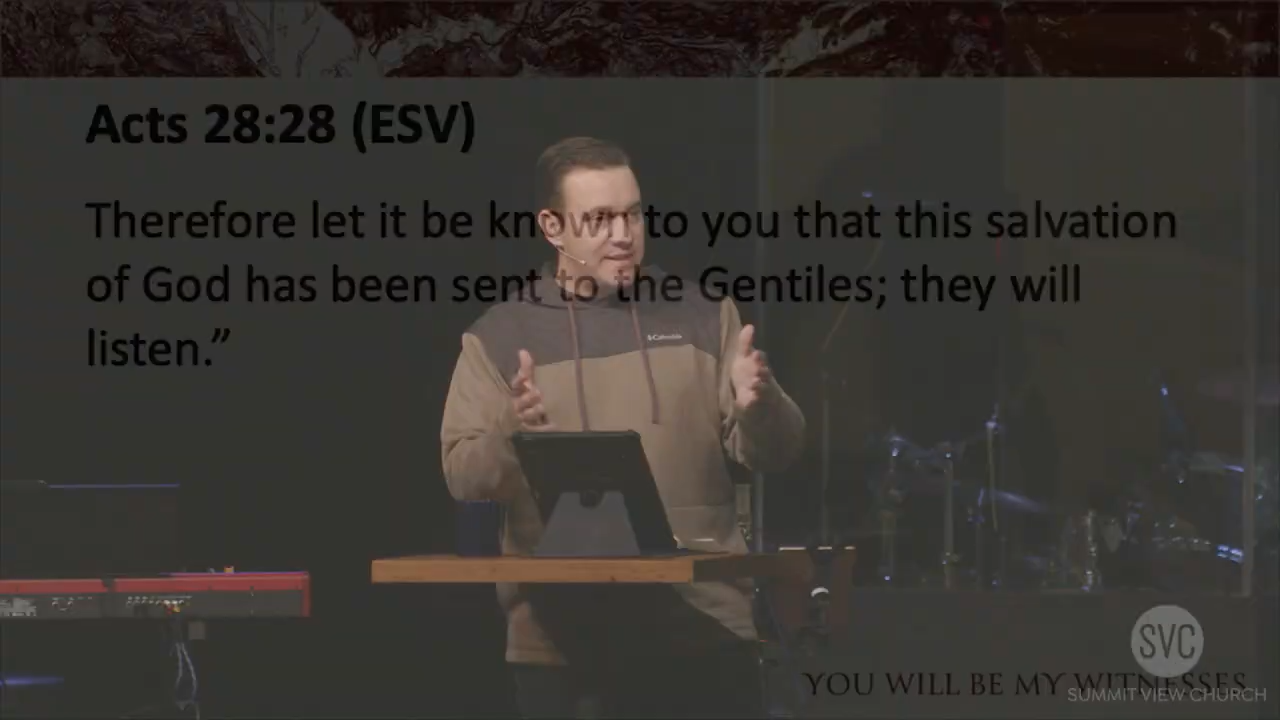 Acts 28:28 (ESV)
Therefore let it be known to you that this salvation
of God has been sent to the Gentiles; they will
listen.”
Columbia
SVC
YOU WILL BE MY WITNESSES
SUMMIT VIEW CHURCH